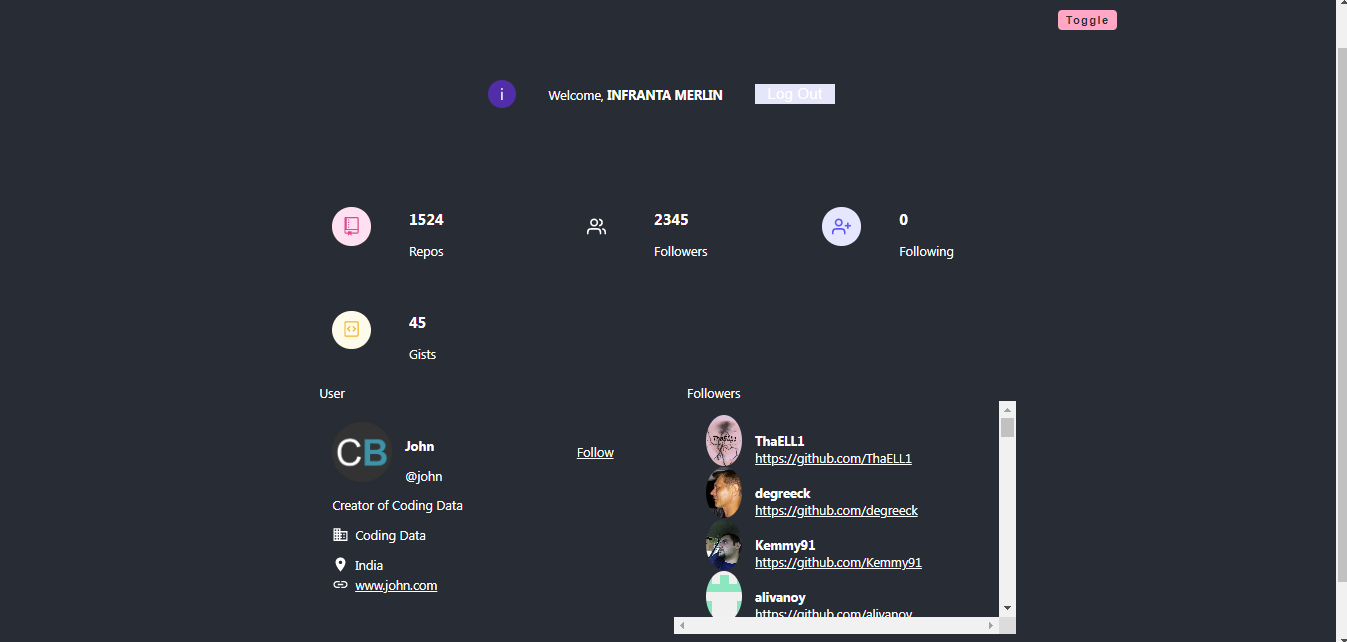 Toggle
i
Welcome, INFRANTA MERLIN
Log Out
1524
Repos
2345
Followers
0
Following
45
Gists
User
CB
John
@john
Follow
Creator of Coding Data
Coding Data
India
www.john.com
Followers
ThaELL1
ThaELL1
https://github.com/ThaELL1
degreeck
https://github.com/degreeck
Kemmy91
https://github.com/Kemmy91
alivanoy
https://github.com/alivanoy